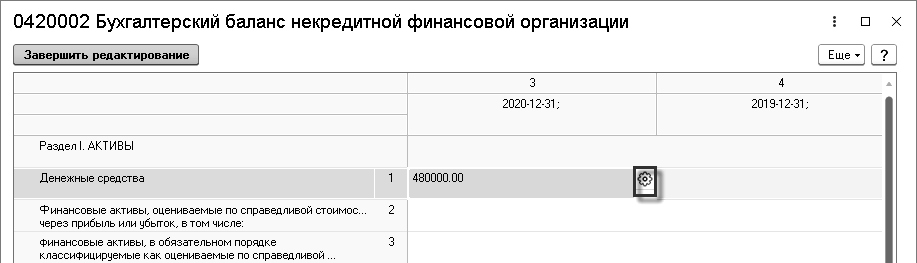 0420002 Бухгалтерский баланс некредитной финансовой организации
Завершить редактирование
Еще
?
3 4
2020-12-31; 2019-12-31;
Раздел I. АКТИВЫ
Денежные средства 1 480000.00
Финансовые активы, оцениваемые по справедливой стоимос... 2
через прибыль или убыток, в том числе:
финансовые активы, в обязательном порядке 3
классифицируемые как оцениваемые по справедливой ...